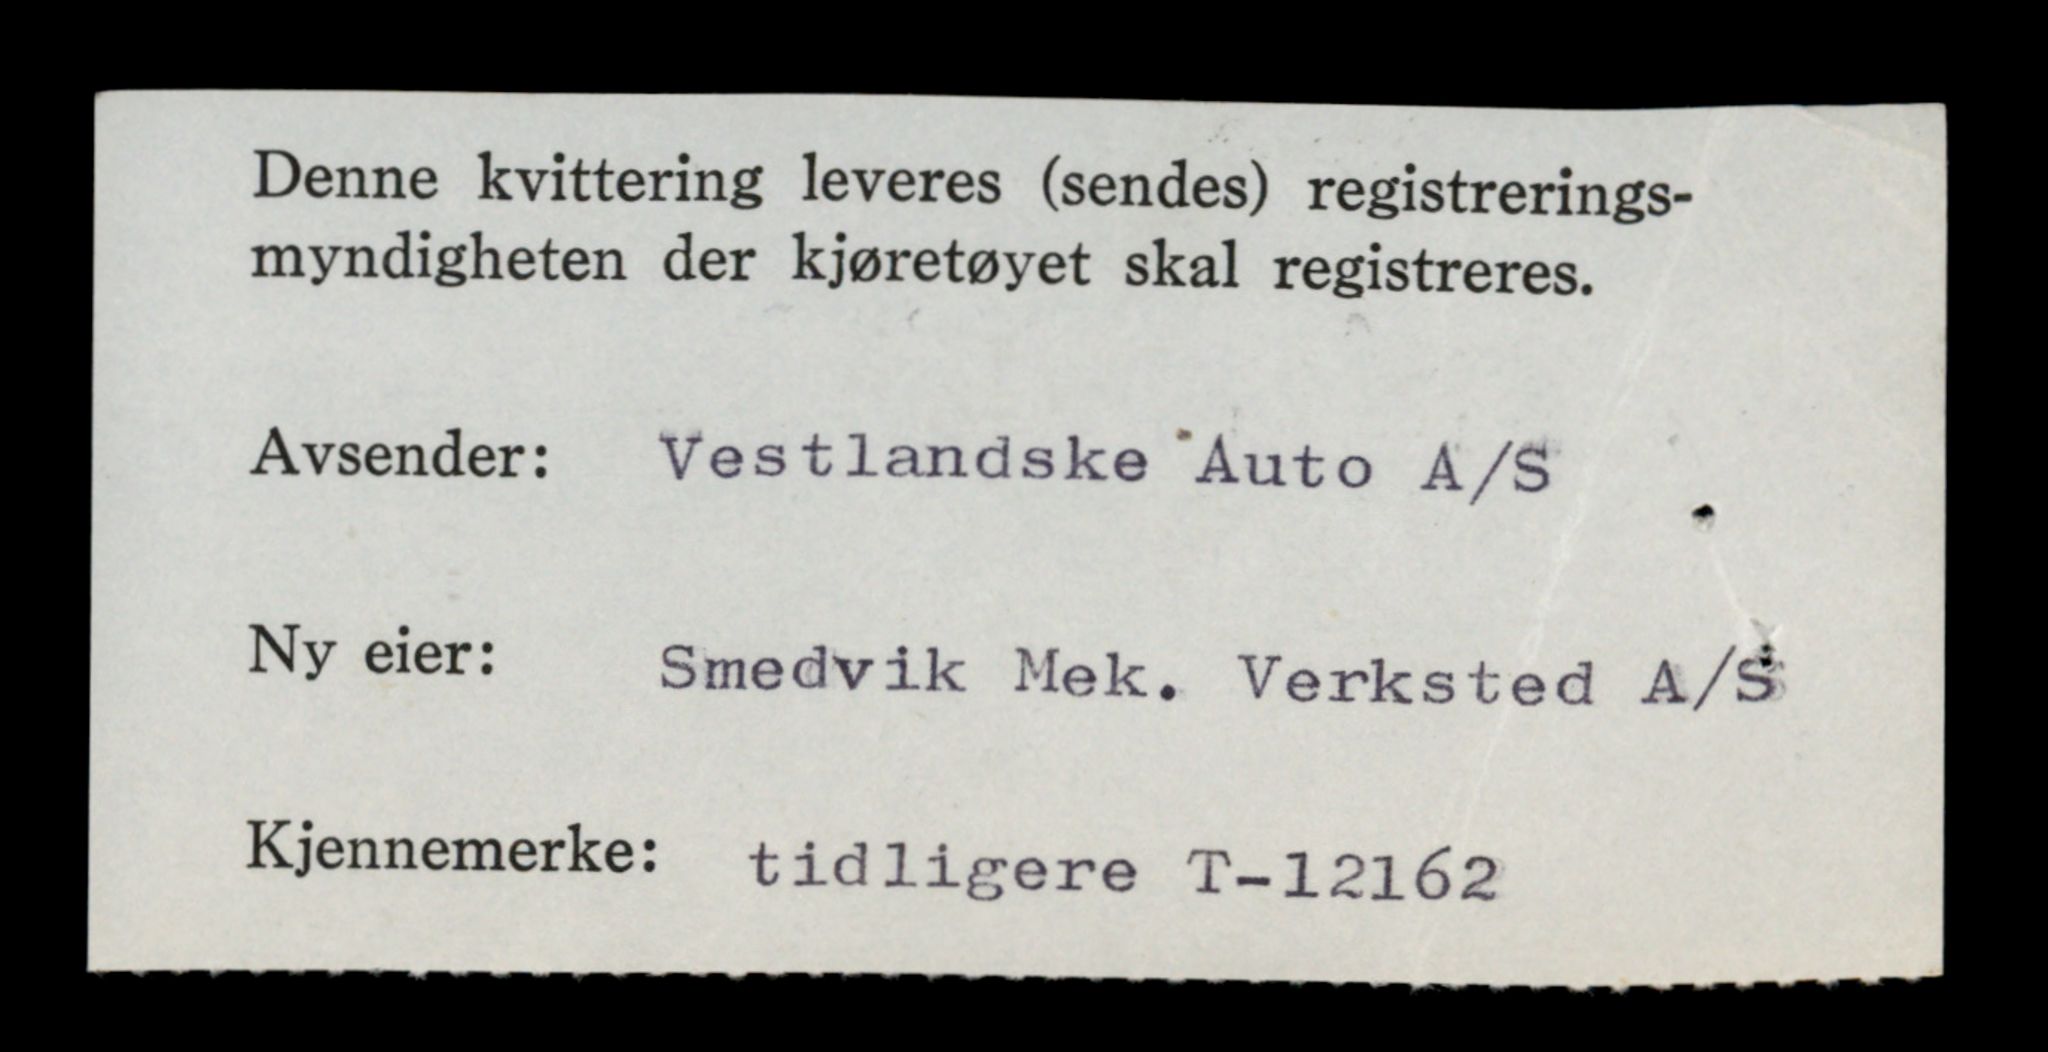 Denne kvittering leveres (sendes) registrerings-
myndigheten der kjøretøyet skal registreres.
Avsender: Vestlandske Auto A/S
Ny eier: Smedvik Mek. Verksted A/S
Kjennemerke: tidligere T-12162